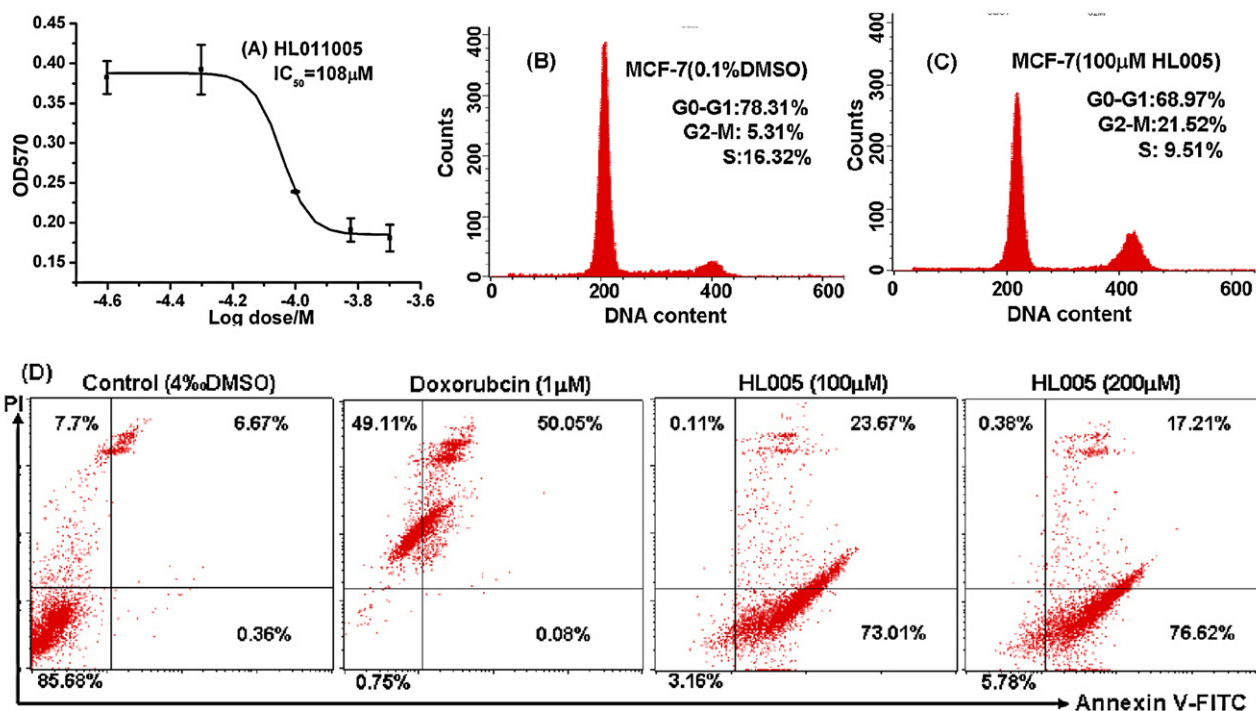 (A) HL011005
IC50=108μM
OD570
0.45
0.40
0.35
0.30
0.25
0.20
0.15
-4.6
-4.4
-4.2
-4.0
-3.8
-3.6
Log dose/M
(B)
MCF-7(0.1%DMSO)
G0-G1:78.31%
G2-M: 5.31%
S:16.32%
Counts
400
300
200
100
0
0
200
400
600
DNA content
(C)
MCF-7(100μM HL005)
G0-G1:68.97%
G2-M:21.52%
S: 9.51%
Counts
400
300
200
100
0
0
200
400
600
DNA content
(D)
PI
Control (4‰DMSO)
7.7%
6.67%
0.36%
85.68%
Doxorubcin (1μM)
49.11%
50.05%
0.08%
0.75%
HL005 (100μM)
0.11%
23.67%
73.01%
3.16%
HL005 (200μM)
0.38%
17.21%
76.62%
5.78%
Annexin V-FITC